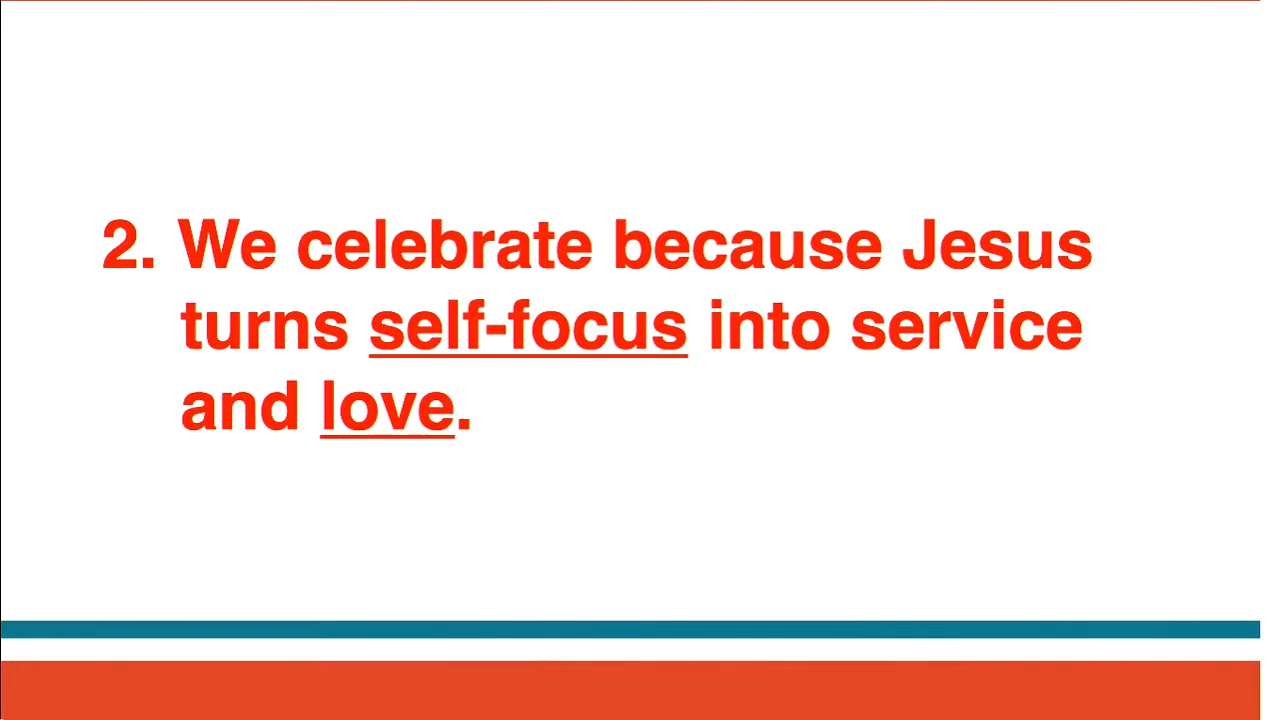 2. We celebrate because Jesus
turns self-focus into service
and love.